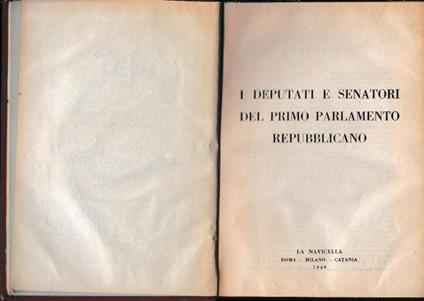 I DEPUTATI E SENATORI
DEL PRIMO PARLAMENTO
REPUBBLICANO
LA NAVICELLA
ROMA - MILANO - CATANIA
1949